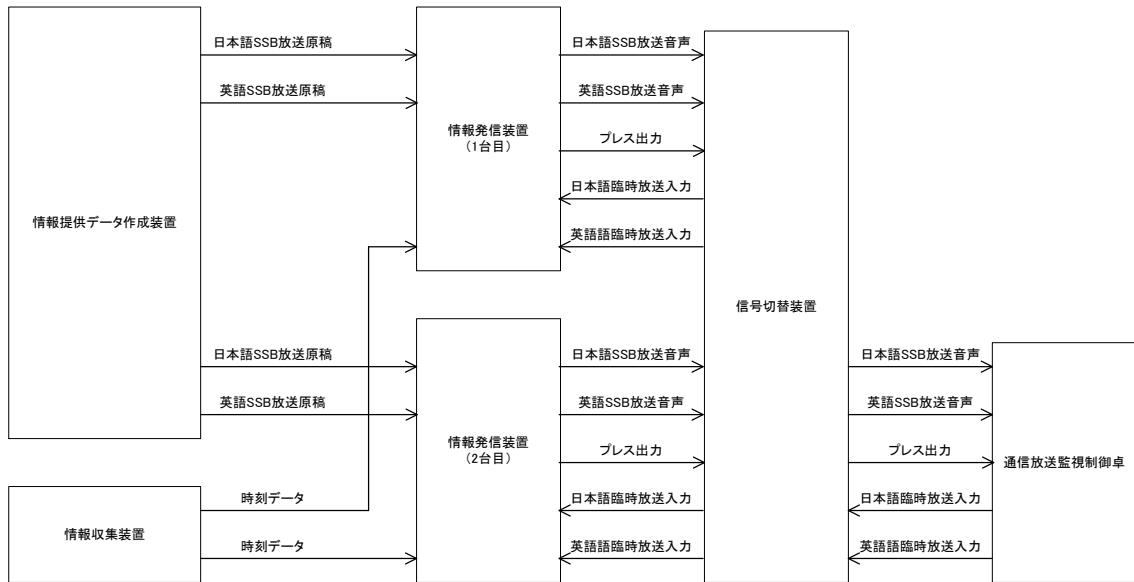 日本語SSB放送原稿
英語SSB放送原稿
情報提供データ作成装置
日本語SSB放送原稿
英語SSB放送原稿
時刻データ
情報収集装置
時刻データ
情報発信装置
(1台目)
情報発信装置
(2台目)
日本語SSB放送音声
英語SSB放送音声
プレス出力
日本語臨時放送入力
英語語臨時放送入力
日本語SSB放送音声
英語SSB放送音声
プレス出力
日本語臨時放送入力
英語語臨時放送入力
信号切替装置
日本語SSB放送音声
英語SSB放送音声
プレス出力
日本語臨時放送入力
英語語臨時放送入力
通信放送監視制御卓